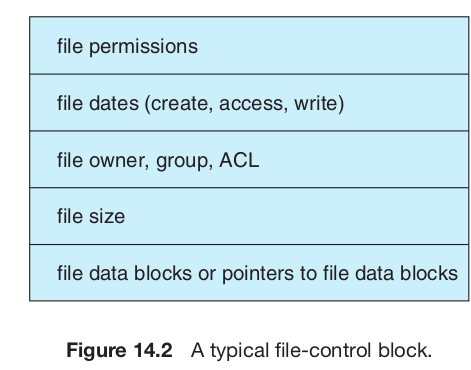 file permissions
file dates (create, access, write)
file owner, group, ACL
file size
file data blocks or pointers to file data blocks
Figure 14.2 A typical file-control block.